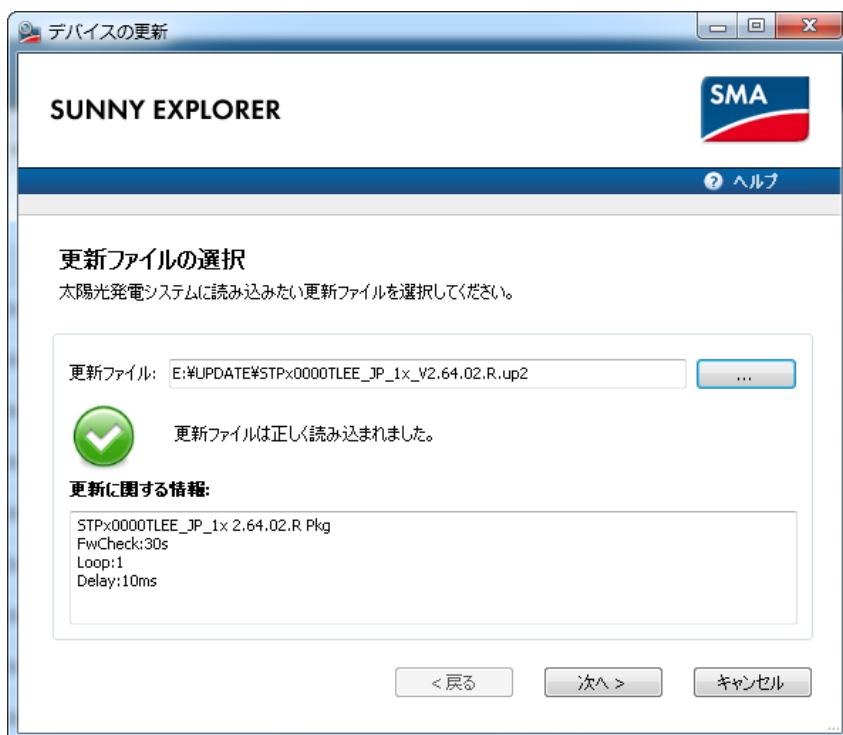 デバイスの更新
SUNNY EXPLORER
SMA
? ヘルプ
更新ファイルの選択
太陽光発電システムに読み込みたい更新ファイルを選択してください。
更新ファイル: E:¥UPDATE¥STPx0000TLEE_JP_1x_V2.64.02.R.up2 ...
更新ファイルは正しく読み込まれました。
更新に関する情報:
STPx0000TLEE_JP_1x 2.64.02.R Pkg
FwCheck:30s
Loop:1
Delay:10ms
< 戻る 次へ > キャンセル